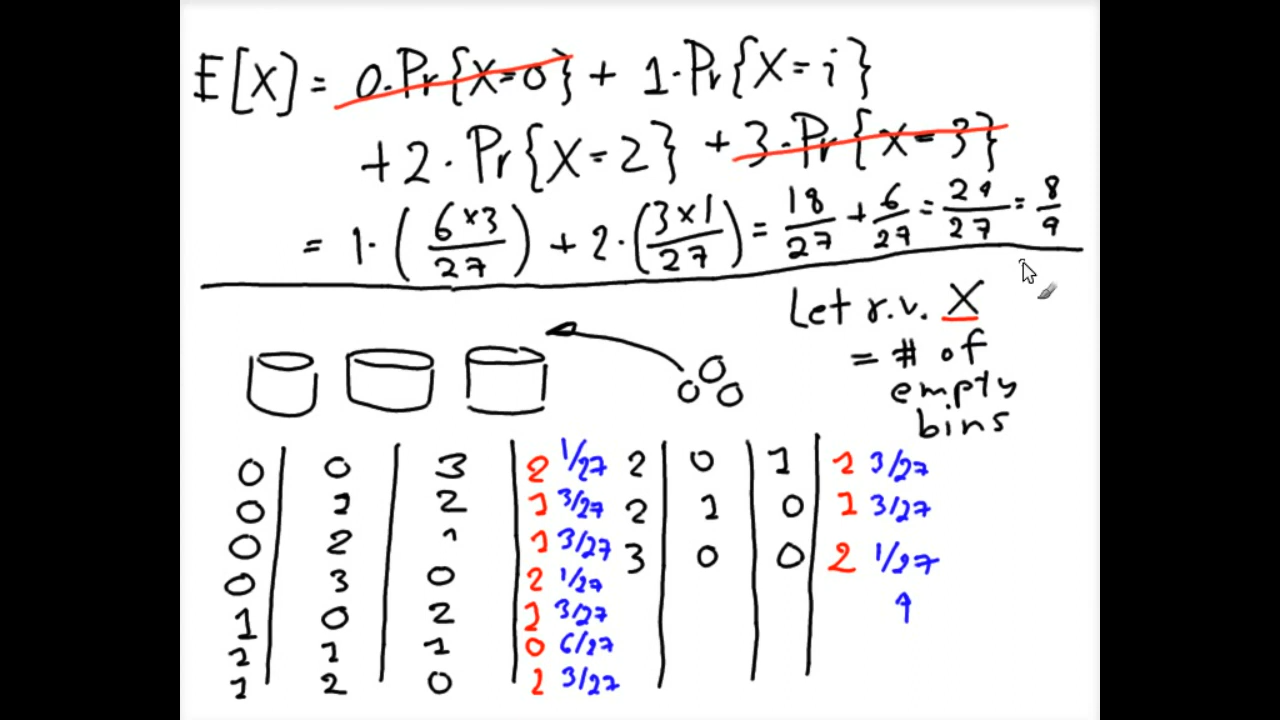 E[X] = 0·Pr{X=0} + 1·Pr{X=i}
+ 2·Pr{X=2} + 3·Pr{X=3}
= 1·(6×3/27) + 2·(3×1/27) = 18/27 + 6/27 = 24/27 = 8/9
Let r.v. X
= # of
empty
bins
0 0 3 2 1/27
0 1 2 1 3/27
0 2 1 1 3/27
0 3 0 2 1/27
1 0 2 1 3/27
1 1 1 0 6/27
1 2 0 1 3/27
2 0 1 1 3/27
2 1 0 1 3/27
3 0 0 2 1/27